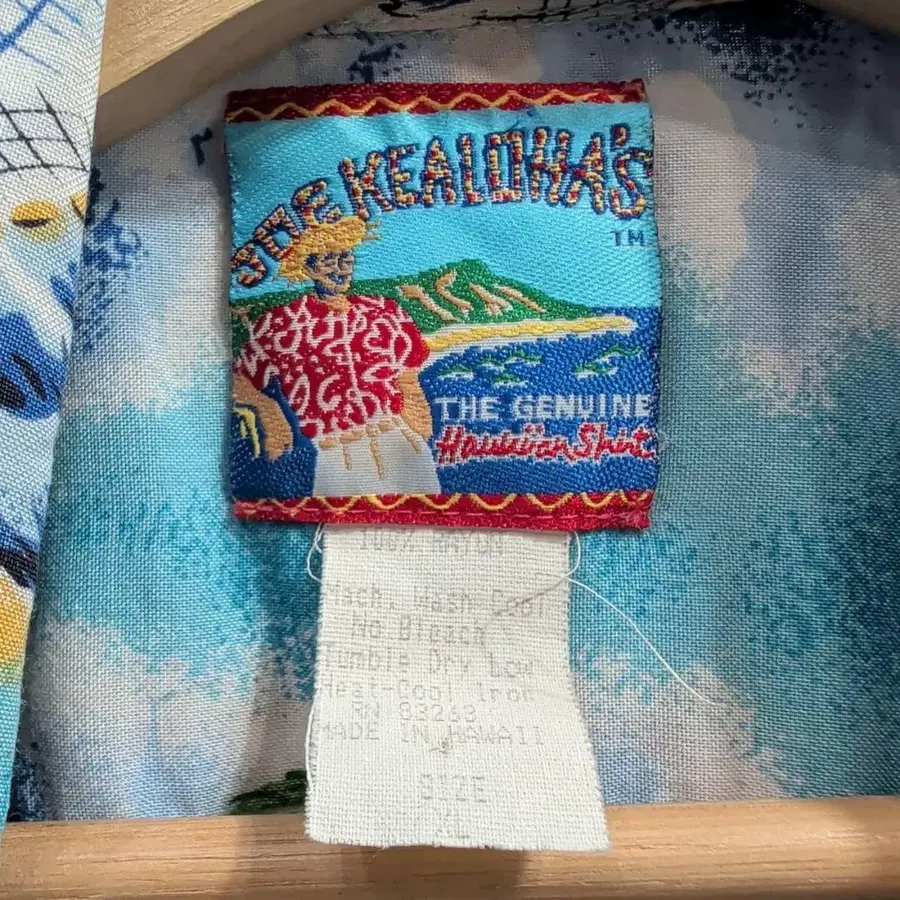 JOE KEALOHA'S
TM
THE GENUINE
Hawaiian Shirt
100% RAYON
Mach. Wash Cool
No Bleach
Tumble Dry Low
Heat-Cool Iron
RN 83268
MADE IN HAWAII
SIZE
XL